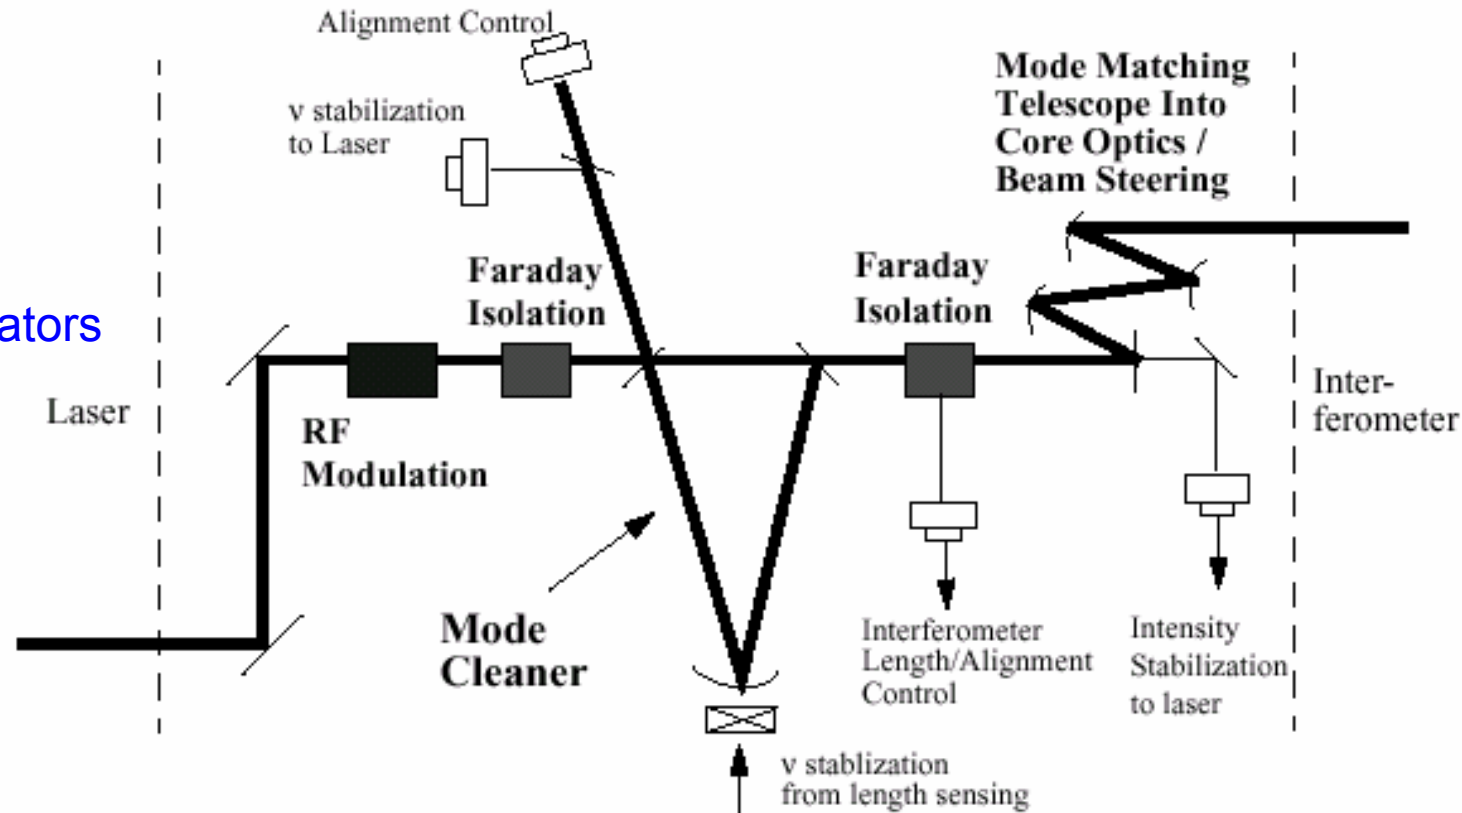 Alignment Control
ν stabilization
to Laser
Mode Matching
Telescope Into
Core Optics /
Beam Steering
Faraday
Isolation
Faraday
Isolation
ators
Laser
RF
Modulation
Inter-
ferometer
Mode
Cleaner
Interferometer
Length/Alignment
Control
Intensity
Stabilization
to laser
ν stablization
from length sensing